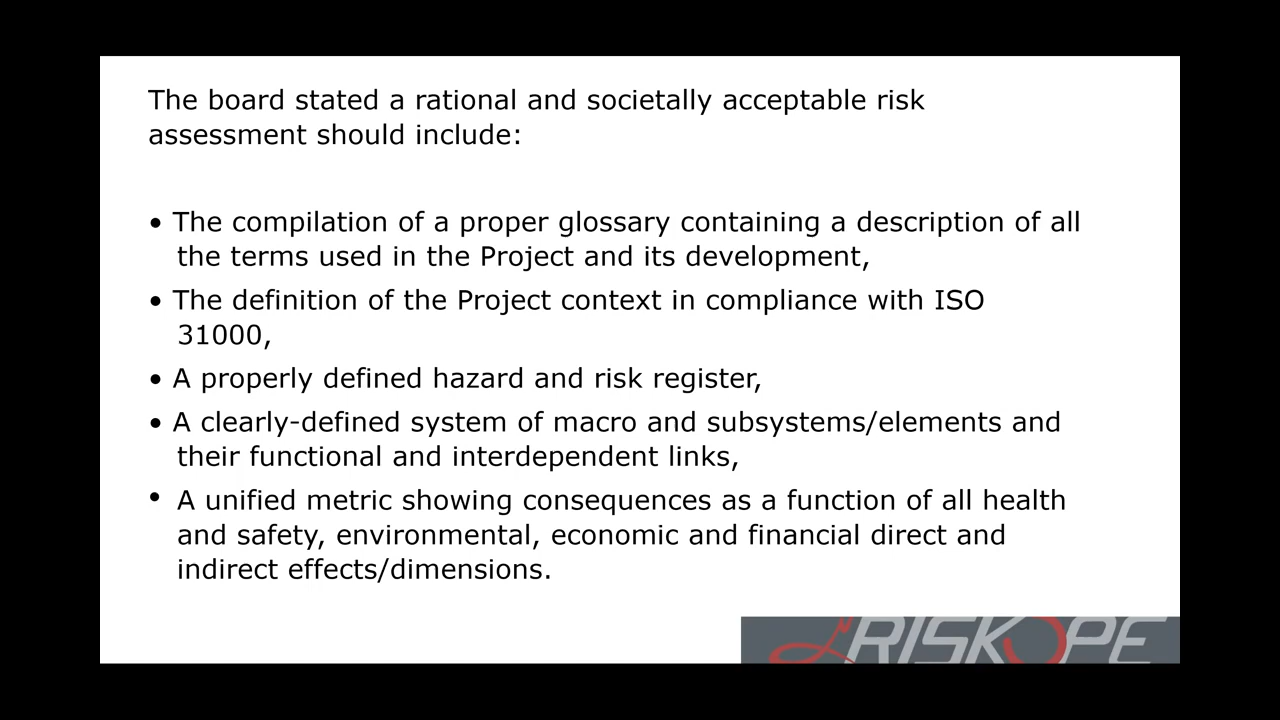 The board stated a rational and societally acceptable risk
assessment should include:
• The compilation of a proper glossary containing a description of all
the terms used in the Project and its development,
• The definition of the Project context in compliance with ISO
31000,
• A properly defined hazard and risk register,
• A clearly-defined system of macro and subsystems/elements and
their functional and interdependent links,
• A unified metric showing consequences as a function of all health
and safety, environmental, economic and financial direct and
indirect effects/dimensions.
RISKOPE